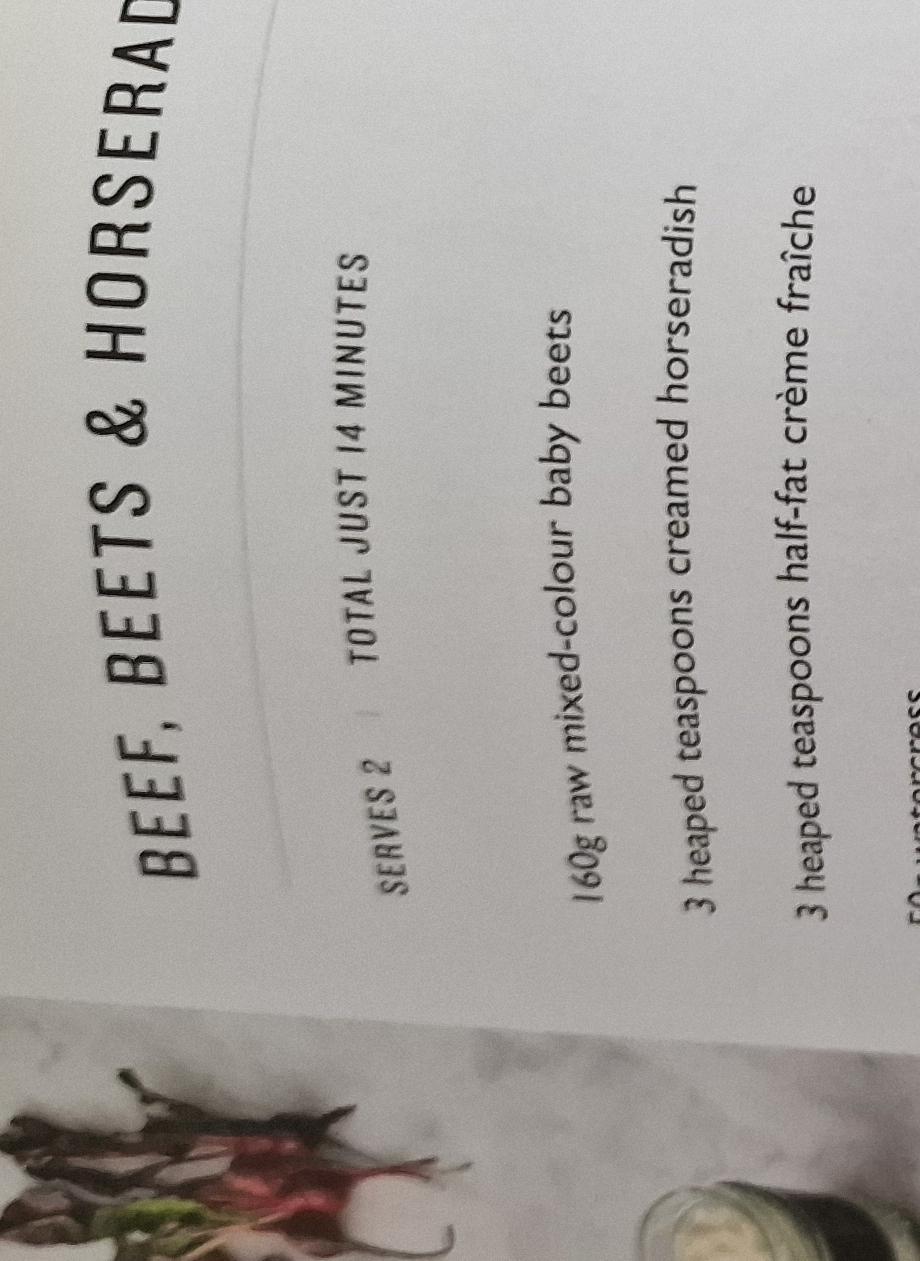 BEEF, BEETS & HORSERAD
SERVES 2 | TOTAL JUST 14 MINUTES
160g raw mixed-colour baby beets
3 heaped teaspoons creamed horseradish
3 heaped teaspoons half-fat crème fraîche